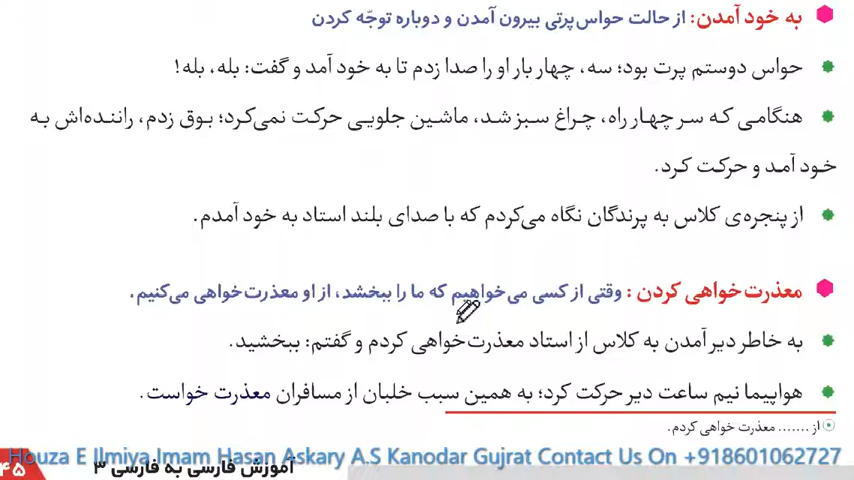 به خود آمدن: از حالت حواس‌پرتی بیرون آمدن و دوباره توجّه کردن
حواس دوستم پرت بود؛ سه، چهار بار او را صدا زدم تا به خود آمد و گفت: بله، بله!
هنگامی که سر چهار راه، چراغ سبز شد، ماشین جلویی حرکت نمی‌کرد؛ بوق زدم، راننده‌اش به
خود آمد و حرکت کرد.
از پنجره‌ی کلاس به پرندگان نگاه می‌کردم که با صدای بلند استاد به خود آمدم.
معذرت‌خواهی کردن : وقتی از کسی می‌خواهیم که ما را ببخشد، از او معذرت‌خواهی می‌کنیم.
به خاطر دیر آمدن به کلاس از استاد معذرت‌خواهی کردم و گفتم: ببخشید.
هواپیما نیم ساعت دیر حرکت کرد؛ به همین سبب خلبان از مسافران معذرت خواست.
از ....... معذرت خواهی کردم.
Houza E Ilmiya Imam Hasan Askary A.S Kanodar Gujrat Contact Us On +918601062727
آموزش فارسی به فارسی ۳
۴۵